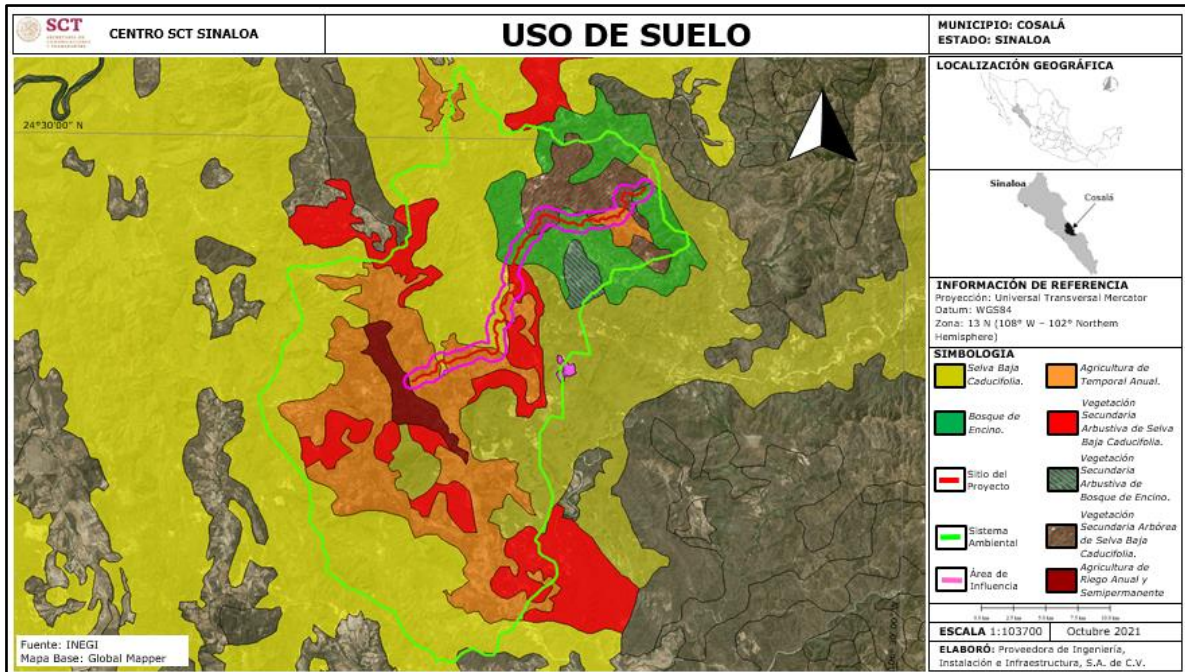 SCT
SECRETARÍA DE
COMUNICACIONES
Y TRANSPORTES
CENTRO SCT SINALOA
USO DE SUELO
MUNICIPIO: COSALÁ
ESTADO: SINALOA
24°30'00" N
LOCALIZACIÓN GEOGRÁFICA
Sinaloa
Cosalá
INFORMACIÓN DE REFERENCIA
Proyección: Universal Transversal Mercator
Datum: WGS84
Zona: 13 N (108° W – 102° Northem
Hemisphere)
SIMBOLOGIA
Selva Baja
Caducifolia.
Agricultura de
Temporal Anual.
Bosque de
Encino.
Vegetación
Secundaria
Arbustiva de Selva
Baja Caducifolia.
Sitio del
Proyecto
Vegetación
Secundaria
Arbustiva de
Bosque de Encino.
Sistema
Ambiental
Vegetación
Secundaria Arbórea
de Selva Baja
Caducifolia.
Área de
Influencia
Agricultura de
Riego Anual y
Semipermanente
ESCALA 1:103700
Octubre 2021
ELABORÓ: Proveedora de Ingeniería,
Instalación e Infraestructura, S.A. de C.V.
Fuente: INEGI
Mapa Base: Global Mapper